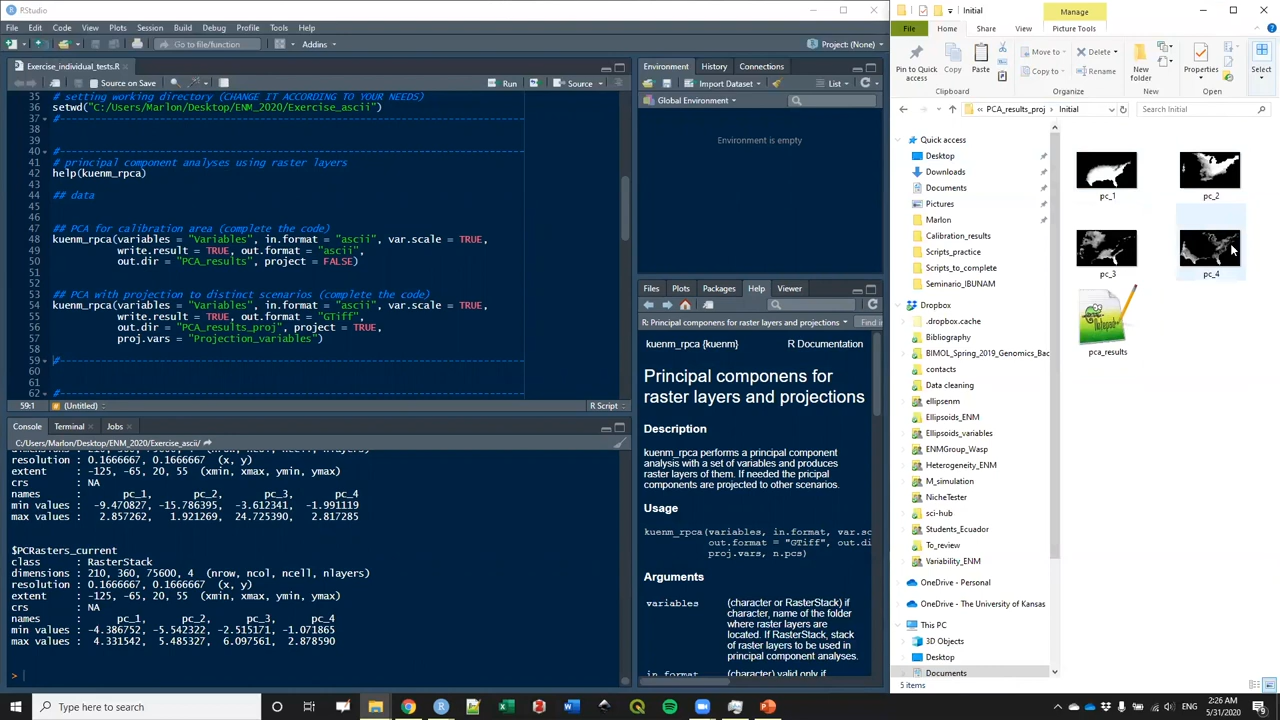 RStudio
File Edit Code View Plots Session Build Debug Profile Tools Help
Go to file/function
Addins
Project: (None)
Exercise_individual_tests.R
Source on Save
Run
Source
35 # setting working directory (CHANGE IT ACCORDING TO YOUR NEEDS)
36 setwd("C:/Users/Marlon/Desktop/ENM_2020/Exercise_ascii")
37 #
38
39
40 #
41 # principal component analyses using raster layers
42 help(kuenm_rpca)
43
44 ## data
45
46
47 ## PCA for calibration area (complete the code)
48 kuenm_rpca(variables = "Variables", in.format = "ascii", var.scale = TRUE,
49 write.result = TRUE, out.format = "ascii",
50 out.dir = "PCA_results", project = FALSE)
51
52
53 ## PCA with projection to distinct scenarios (complete the code)
54 kuenm_rpca(variables = "Variables", in.format = "ascii", var.scale = TRUE,
55 write.result = TRUE, out.format = "GTiff",
56 out.dir = "PCA_results_proj", project = TRUE,
57 proj.vars = "Projection_variables")
58
59 #
60
61
62 #
59:1 (Untitled) R Script
Console Terminal Jobs
C:/Users/Marlon/Desktop/ENM_2020/Exercise_ascii/
resolution : 0.1666667, 0.1666667 (x, y)
extent : -125, -65, 20, 55 (xmin, xmax, ymin, ymax)
crs : NA
names : pc_1, pc_2, pc_3, pc_4
min values : -9.470827, -15.786395, -3.612341, -1.991119
max values : 2.857262, 1.921269, 24.725390, 2.817285
$PCRasters_current
class : RasterStack
dimensions : 210, 360, 75600, 4 (nrow, ncol, ncell, nlayers)
resolution : 0.1666667, 0.1666667 (x, y)
extent : -125, -65, 20, 55 (xmin, xmax, ymin, ymax)
crs : NA
names : pc_1, pc_2, pc_3, pc_4
min values : -4.386752, -5.542322, -2.515171, -1.071865
max values : 4.331542, 5.485327, 6.097561, 2.878590
>
Environment History Connections
Import Dataset
List
Global Environment
Environment is empty
Files Plots Packages Help Viewer
R: Principal components for raster layers and projections
Find in
kuenm_rpca {kuenm} R Documentation
Principal componens for
raster layers and projections
Description
kuenm_rpca performs a principal
component analysis with a set of
variables and produces
raster layers of them. If needed the pricipal
components are projected to other scenarios.
Usage
kuenm_rpca(variables, in.format, var.sc
out.format = "GTiff", out.di
proj.vars, n.pcs)
Arguments
variables
(character or RasterStack) if
character, name of the folder
where raster layers are
located. If RasterStack, stack
of raster layers to be used in
principal component analyses.
in.format (character) valid only if
Initial
Manage
File Home Share View Picture Tools
Pin to Quick
access
Copy
Paste
Move to
Copy to
Delete
Rename
New
folder
Properties
Select
Clipboard Organize New Open
PCA_results_proj Initial
Search Initial
Quick access
Desktop
Downloads
Documents
Pictures
Marlon
Calibration_results
Scripts_practice
Scripts_to_complete
Seminario_IBUNAM
Dropbox
.dropbox.cache
Bibliography
BIMOL_Spring_2019_Genomics_Bac
contacts
Data cleaning
ellipsenm
Ellipsoids_ENM
Ellipsoids_variables
ENMGroup_Wasp
Heterogeneity_ENM
M_simulation
NicheTester
sci-hub
Students_Ecuador
To_review
Variability_ENM
OneDrive - Personal
OneDrive - The University of Kansas
This PC
3D Objects
Desktop
Documents
pc_1
pc_2
pc_3
pc_4
pca_results
5 items
Type here to search
2:26 AM
5/31/2020